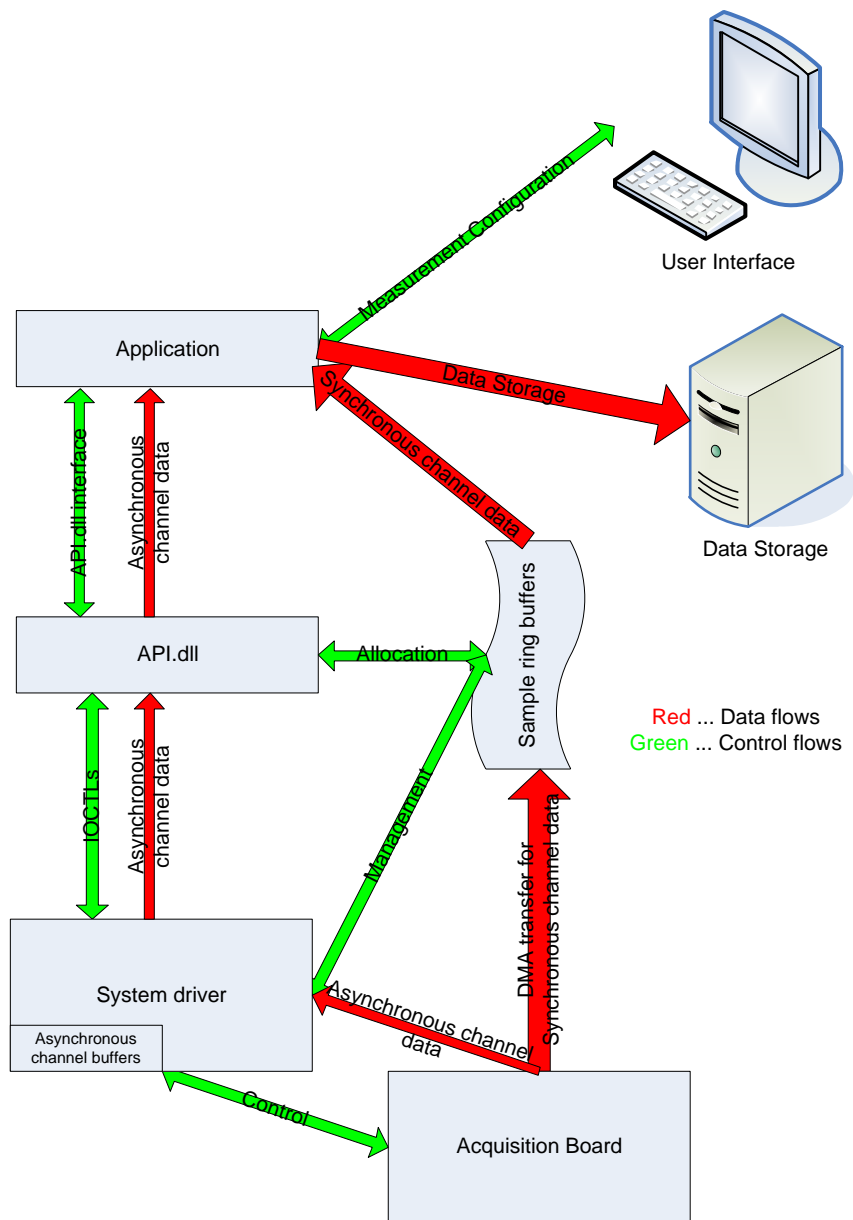 Measurement Configuration
User Interface
Application
Data Storage
Synchronous channel data
API.dll interface
Asynchronous
channel data
Data Storage
Sample ring buffers
API.dll
Allocation
Red ... Data flows
Green ... Control flows
IOCTLs
Asynchronous
channel data
Management
DMA transfer for
Synchronous channel data
System driver
Asynchronous channel
data
Asynchronous
channel buffers
Control
Acquisition Board